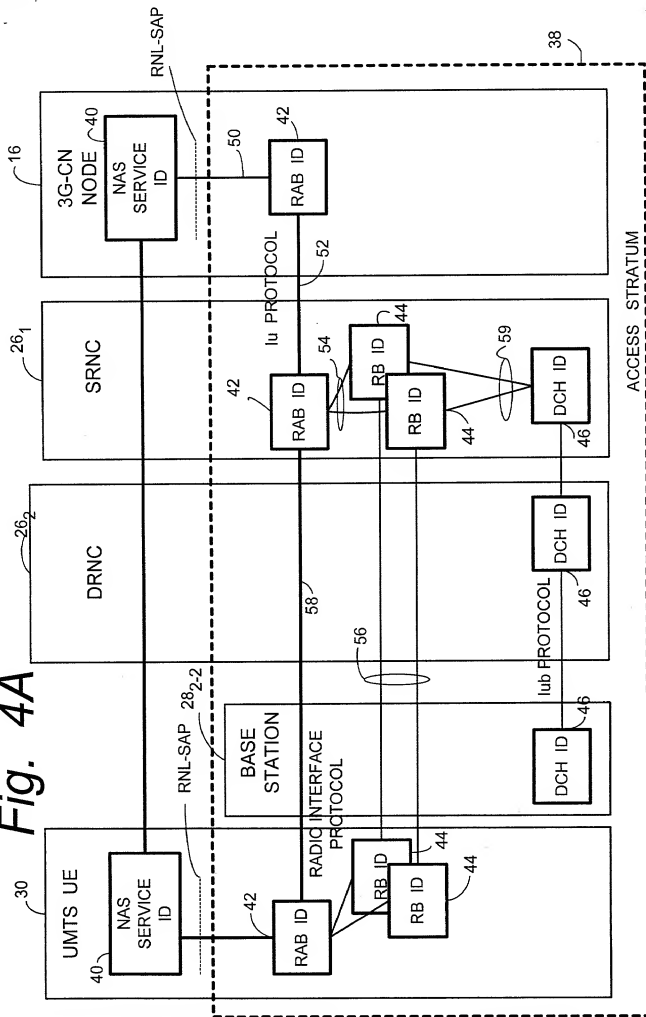 Fig. 4A
30
UMTS UE
40
NAS
SERVICE
ID
RNL-SAP
42
RAB ID
RB ID
44
RB ID
44
28₂₋₂
BASE
STATION
RADIO INTERFACE
PROTOCOL
DCH ID
46
26₂
DRNC
58
56
Iub PROTOCOL
DCH ID
46
26₁
SRNC
42
RAB ID
54
RB ID
44
RB ID
44
59
DCH ID
46
16
3G-CN
NODE
40
NAS
SERVICE
ID
RNL-SAP
50
42
RAB ID
Iu PROTOCOL
52
38
ACCESS STRATUM